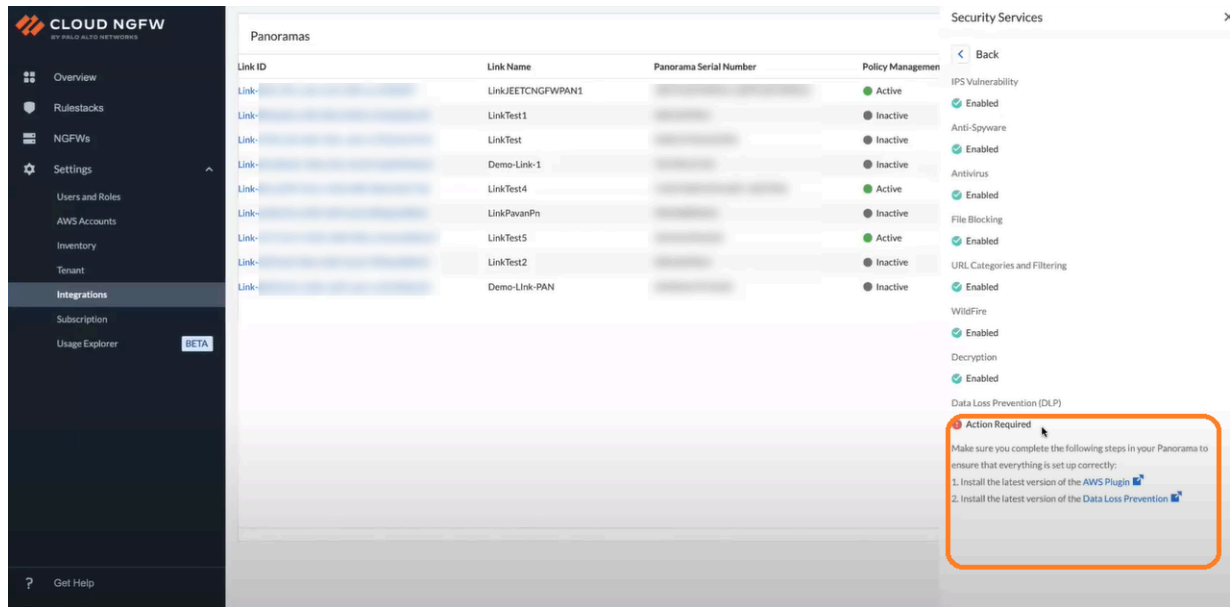 CLOUD NGFW
BY PALO ALTO NETWORKS
Overview
Rulestacks
NGFWs
Settings
Users and Roles
AWS Accounts
Inventory
Tenant
Integrations
Subscription
Usage Explorer BETA
? Get Help
Panoramas
Link ID Link Name Panorama Serial Number Policy Managemen
Link- LinkJEETCNGFWPAN1 Active
Link- LinkTest1 Inactive
Link- LinkTest Inactive
Link- Demo-Link-1 Inactive
Link- LinkTest4 Active
Link- LinkPavanPn Inactive
Link- LinkTest5 Active
Link- LinkTest2 Inactive
Link- Demo-LInk-PAN Inactive
Security Services
Back
IPS Vulnerability
Enabled
Anti-Spyware
Enabled
Antivirus
Enabled
File Blocking
Enabled
URL Categories and Filtering
Enabled
WildFire
Enabled
Decryption
Enabled
Data Loss Prevention (DLP)
Action Required
Make sure you complete the following steps in your Panorama to
ensure that everything is set up correctly:
1. Install the latest version of the AWS Plugin
2. Install the latest version of the Data Loss Prevention